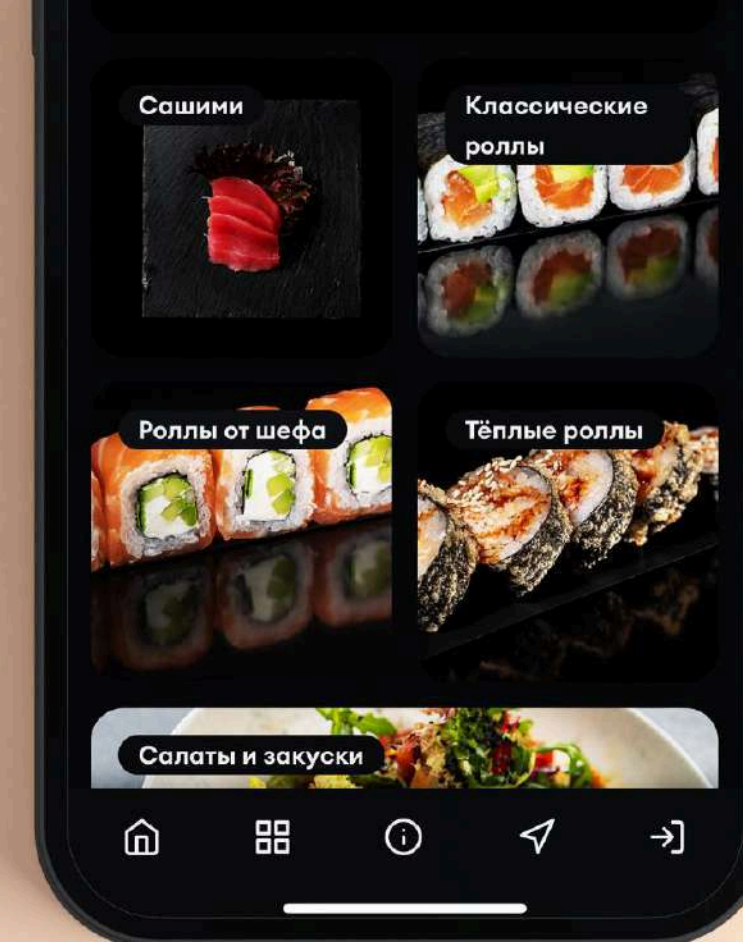 Сашими
Классические
роллы
Роллы от шефа
Тёплые роллы
Салаты и закуски